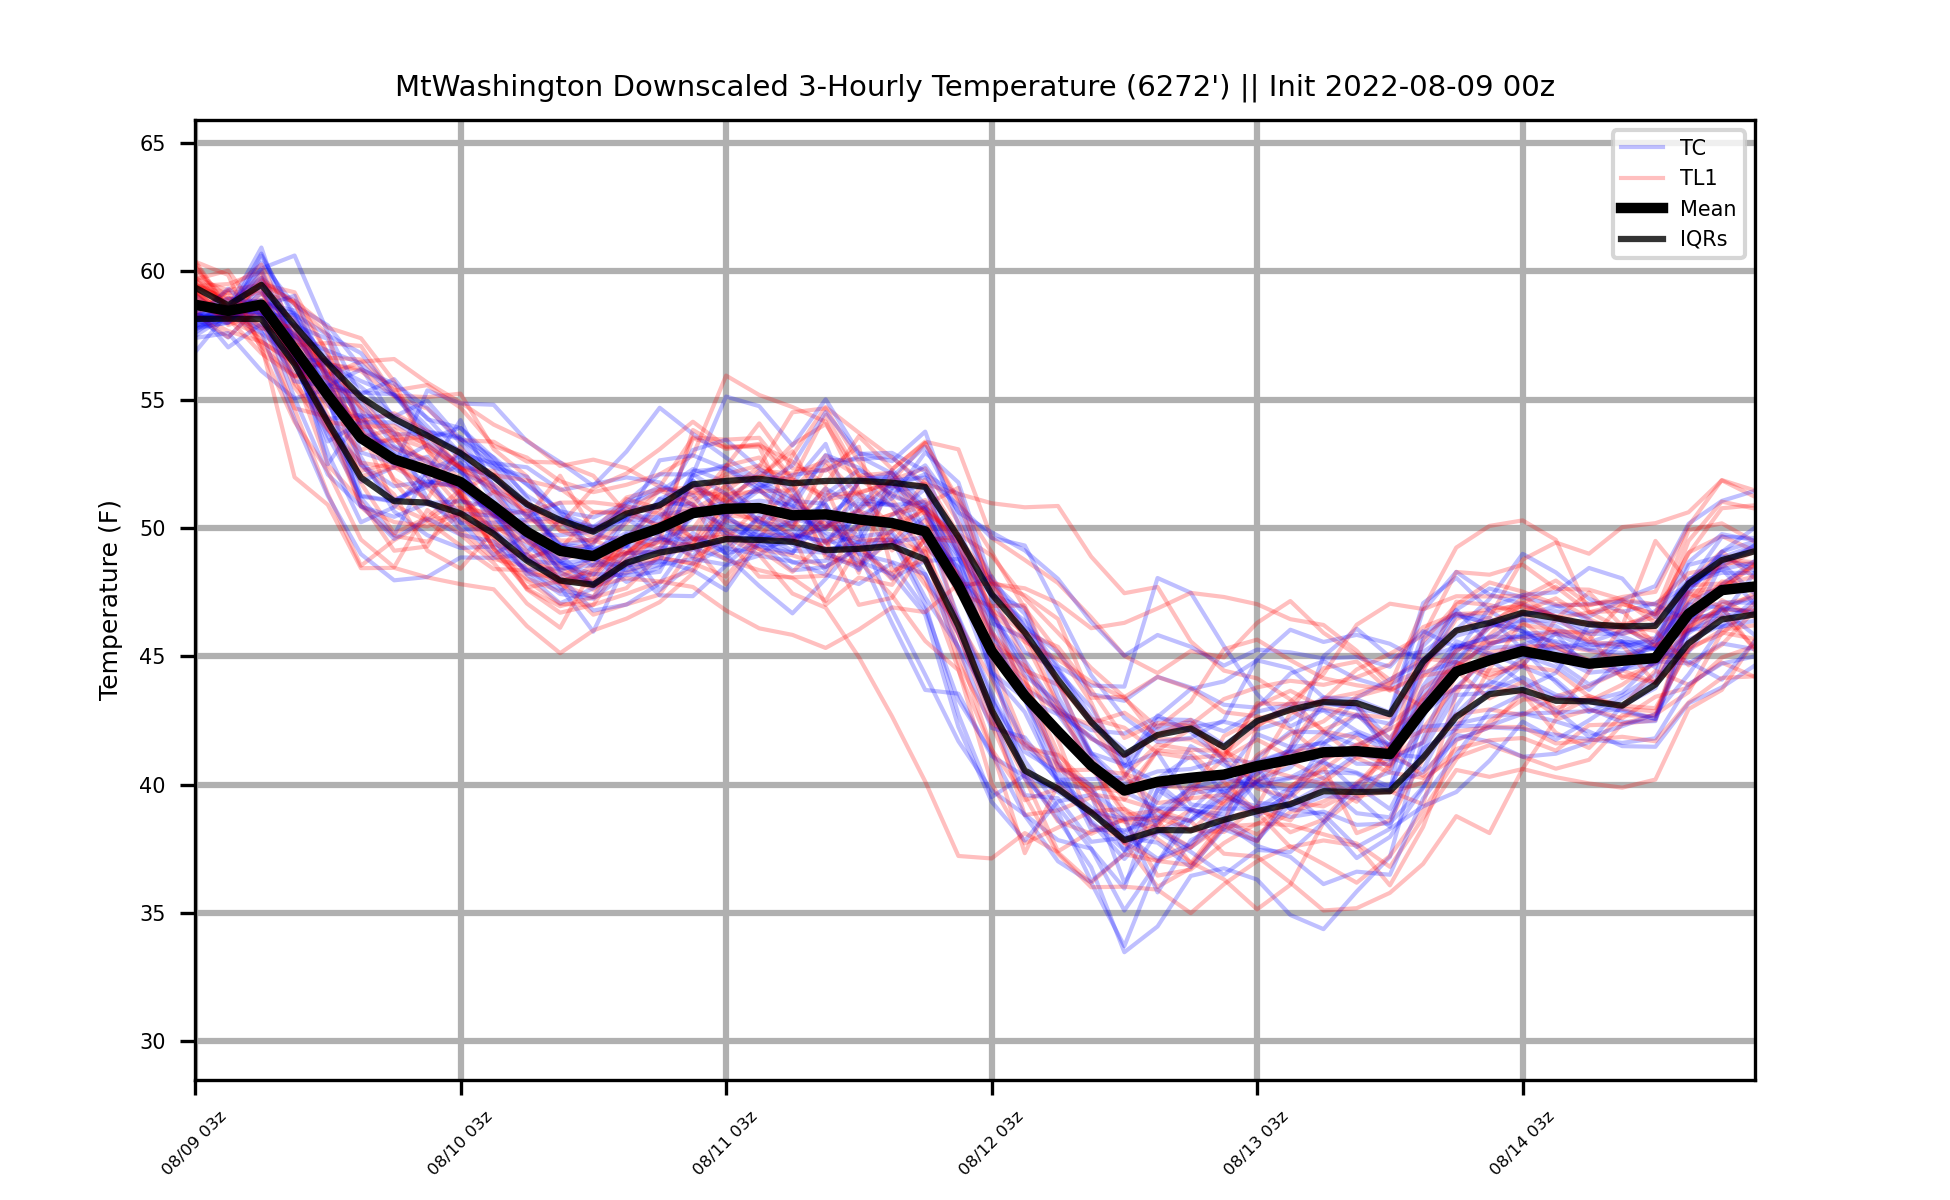 MtWashington Downscaled 3-Hourly Temperature (6272') || Init 2022-08-09 00z
TC
TL1
Mean
IQRs
Temperature (F)
65
60
55
50
45
40
35
30
08/09 03z
08/10 03z
08/11 03z
08/12 03z
08/13 03z
08/14 03z